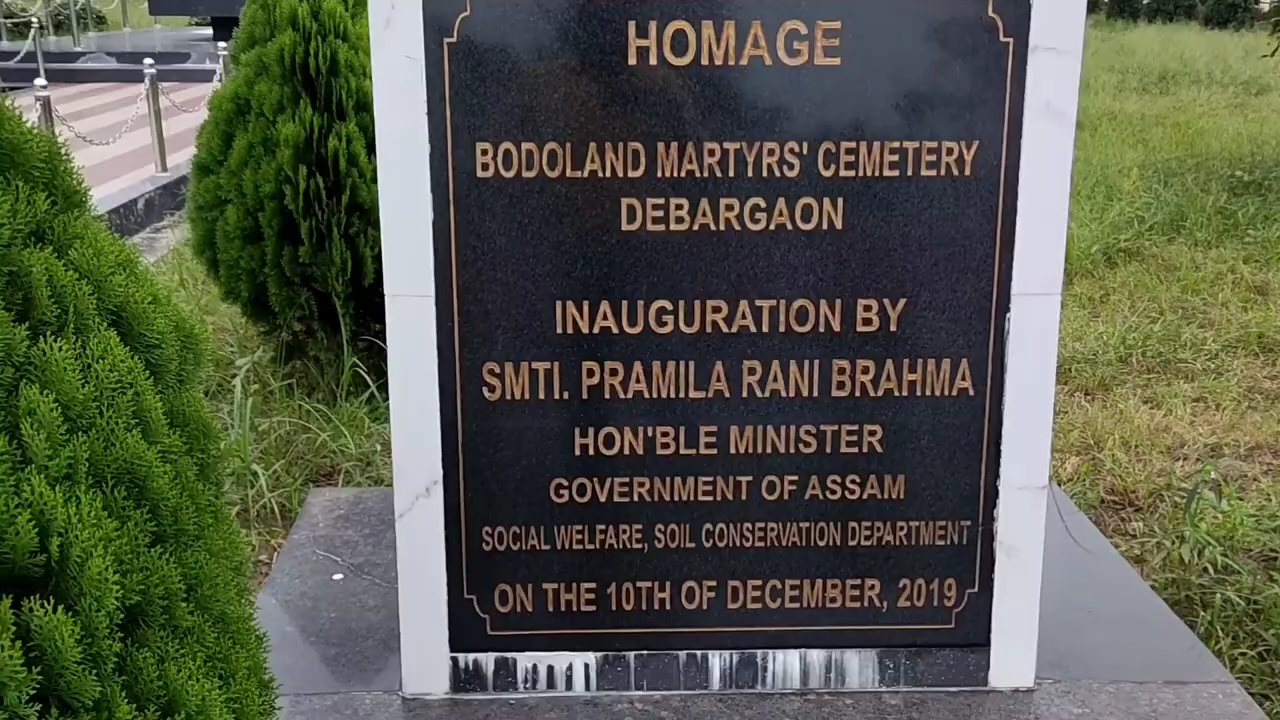 HOMAGE
BODOLAND MARTYRS' CEMETERY
DEBARGAON
INAUGURATION BY
SMTI. PRAMILA RANI BRAHMA
HON'BLE MINISTER
GOVERNMENT OF ASSAM
SOCIAL WELFARE, SOIL CONSERVATION DEPARTMENT
ON THE 10TH OF DECEMBER, 2019